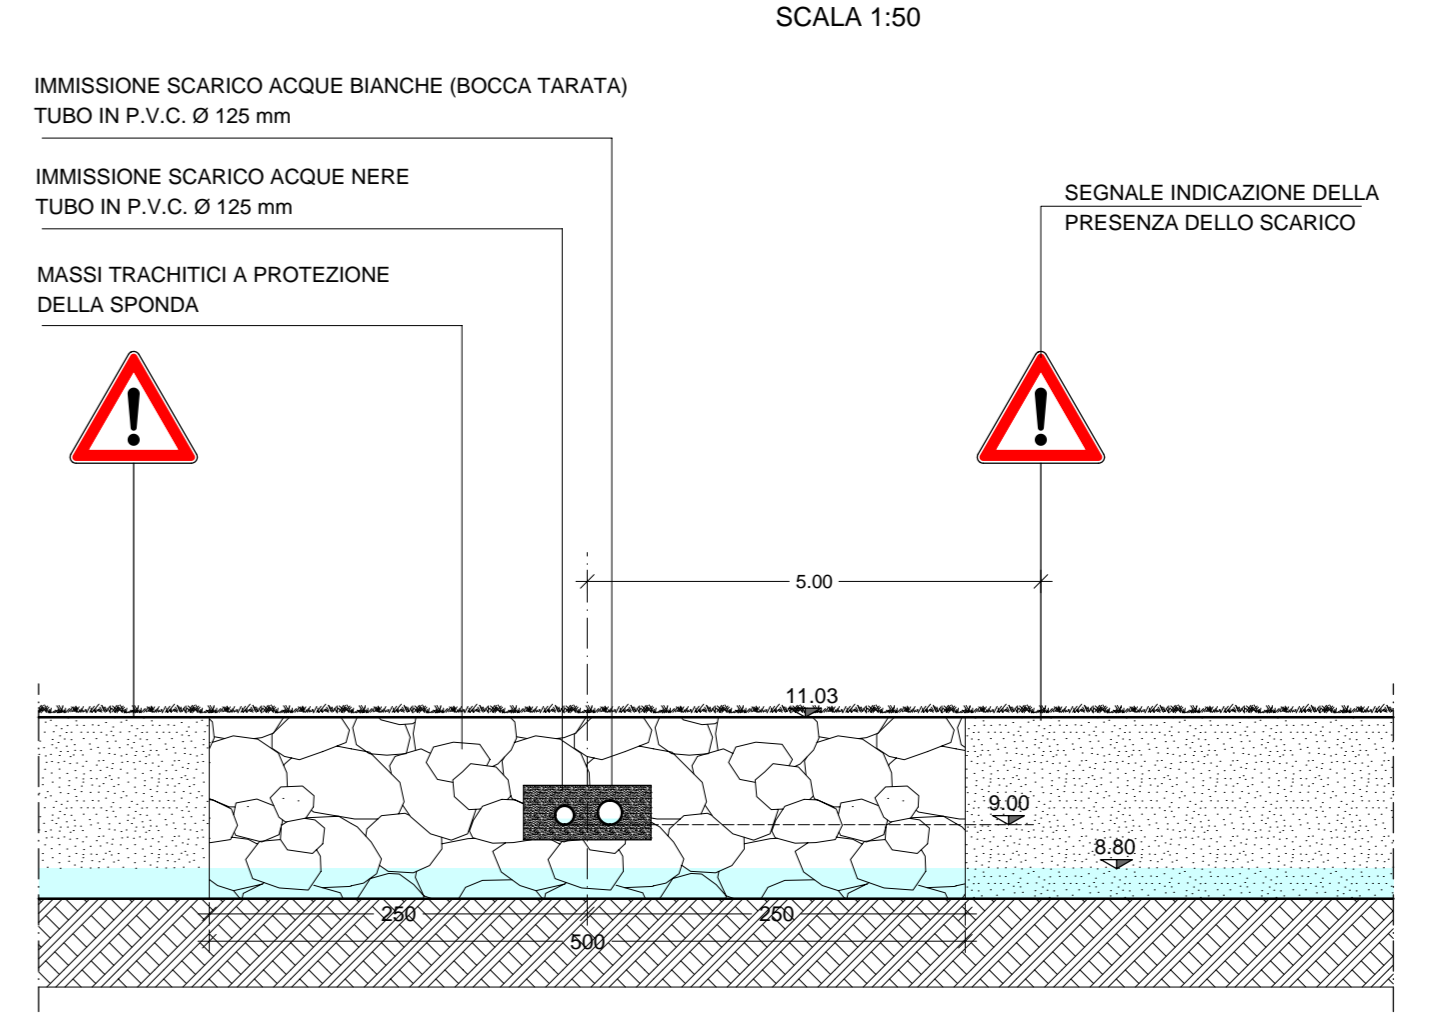 SCALA 1:50
IMMISSIONE SCARICO ACQUE BIANCHE (BOCCA TARATA)
TUBO IN P.V.C. Ø 125 mm
IMMISSIONE SCARICO ACQUE NERE
TUBO IN P.V.C. Ø 125 mm
SEGNALE INDICAZIONE DELLA
PRESENZA DELLO SCARICO
MASSI TRACHITICI A PROTEZIONE
DELLA SPONDA
5.00
11.03
9.00
8.80
250
250
500